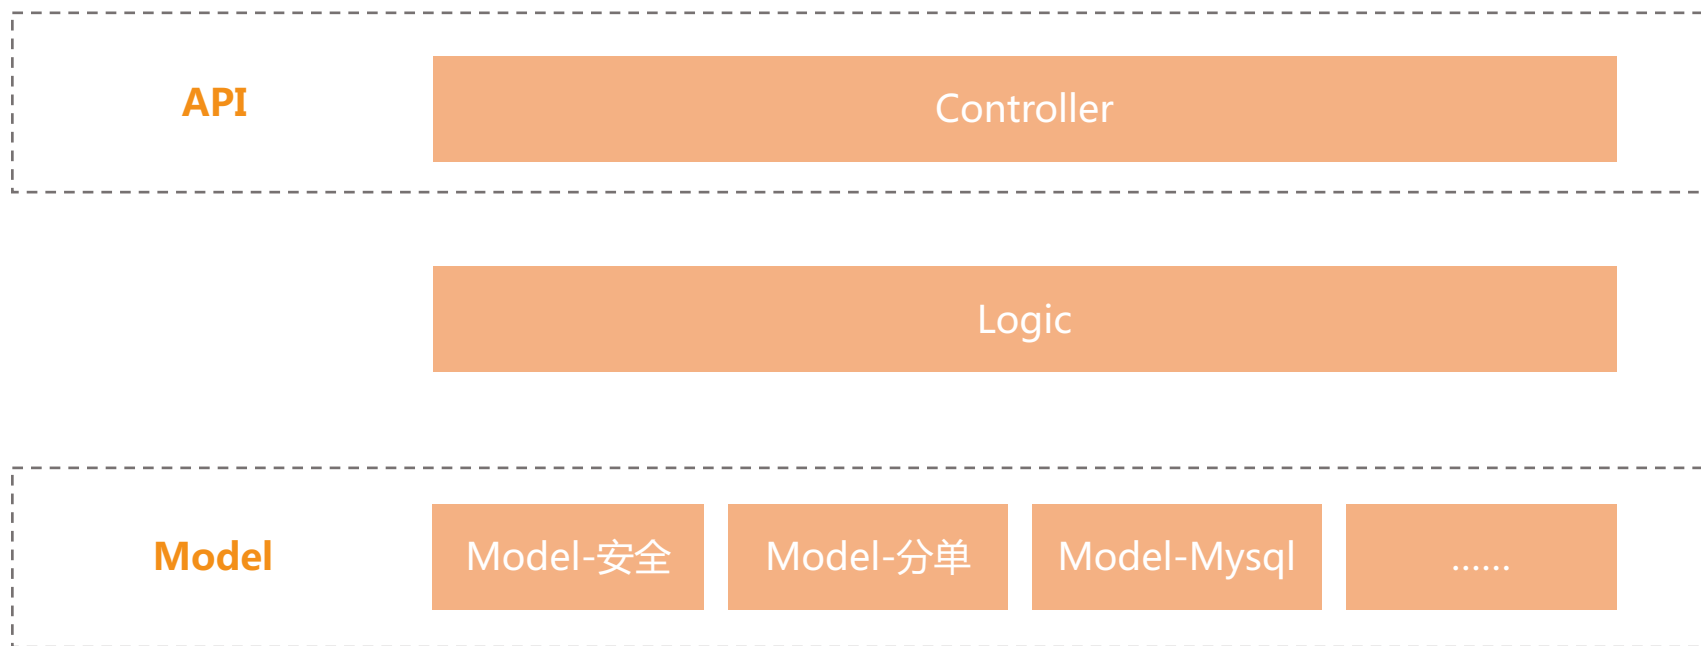 API
Controller
Logic
Model
Model-安全
Model-分单
Model-Mysql
......